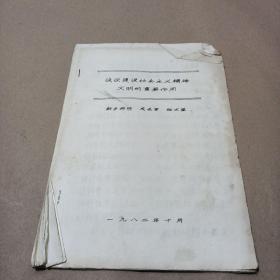 谈谈建设社会主义精神
文明的重要作用
一九八二年十月